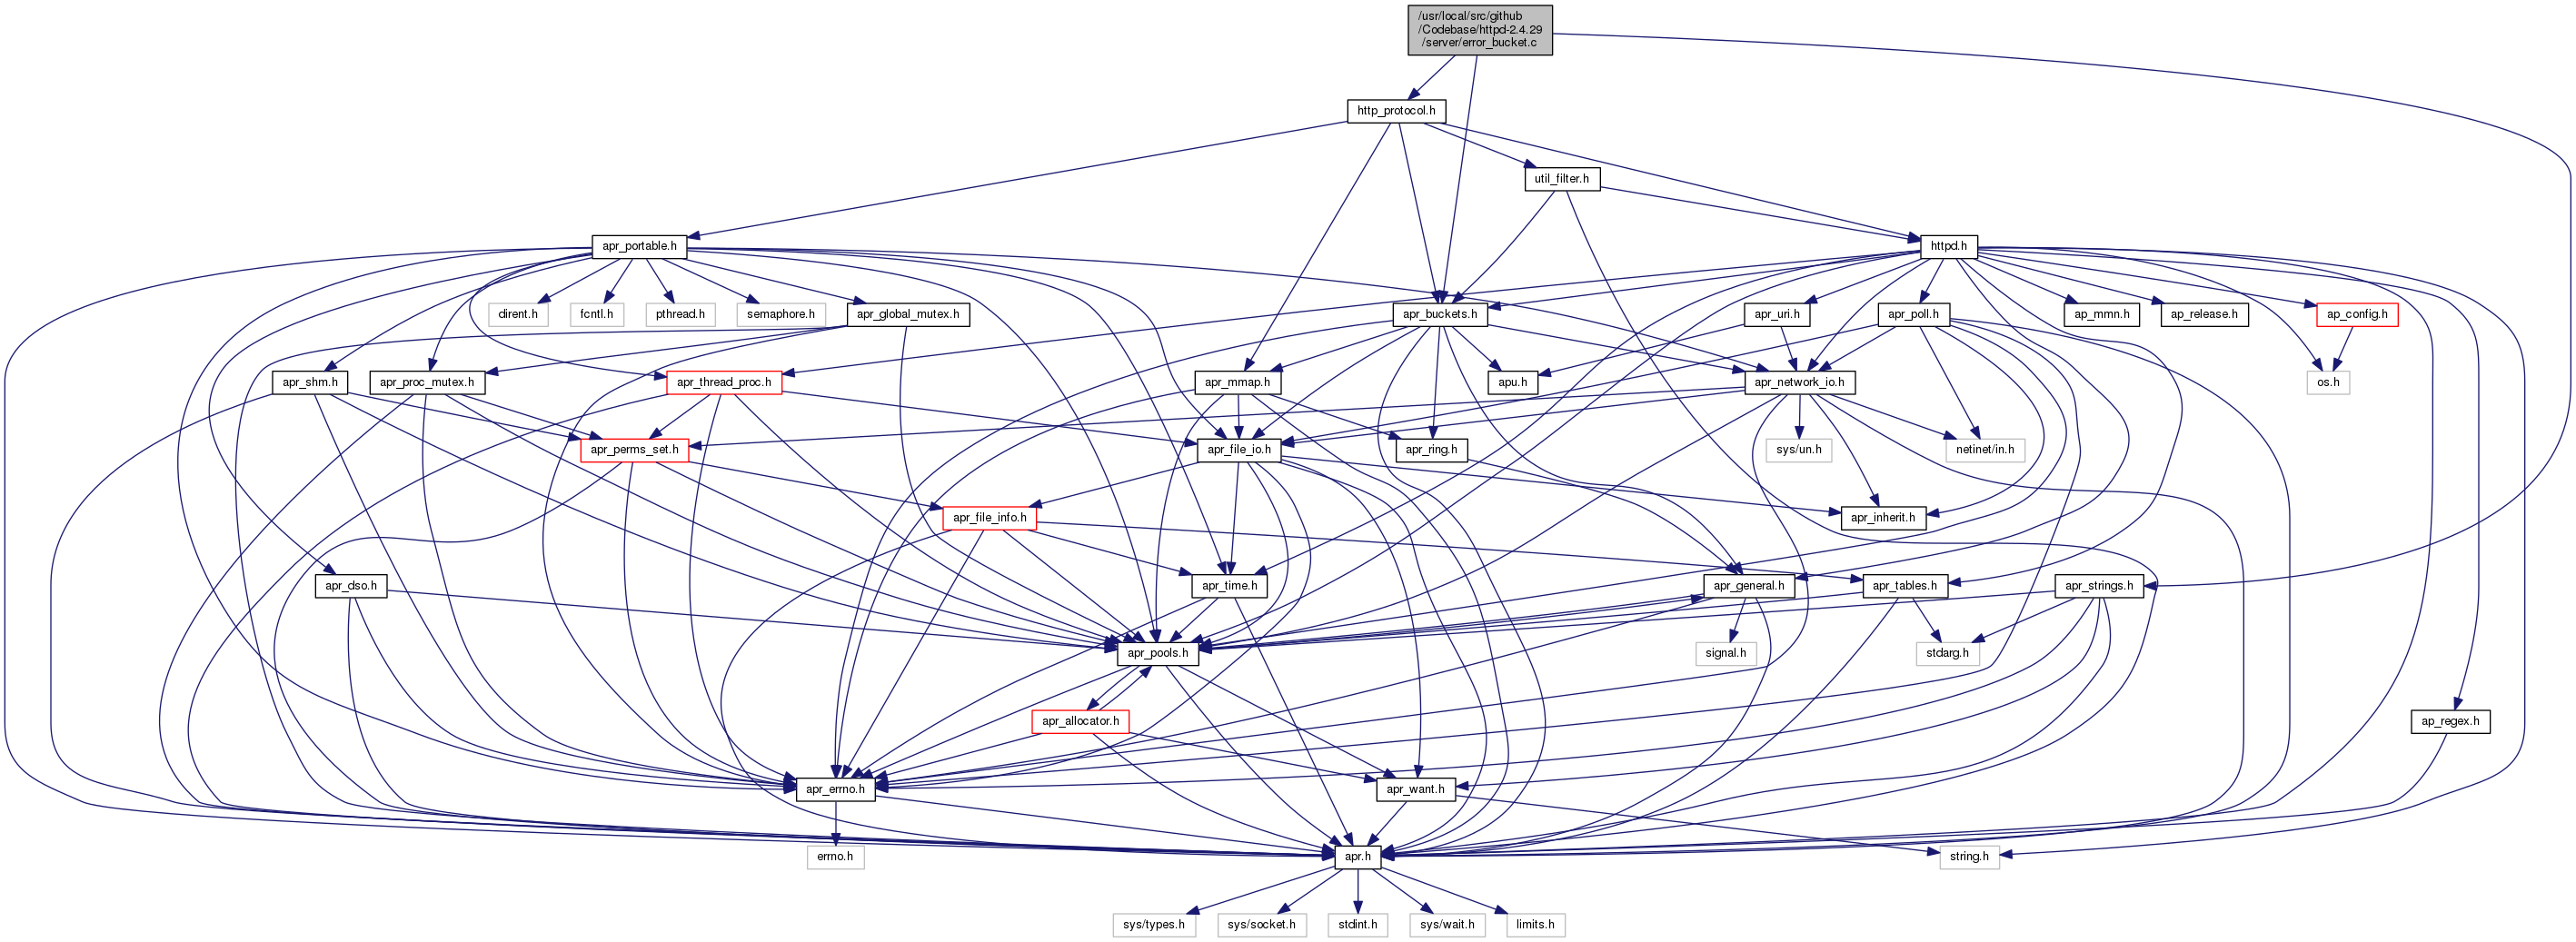 /usr/local/src/github
/Codebase/httpd-2.4.29
/server/error_bucket.c
http_protocol.h
util_filter.h
apr_portable.h
httpd.h
dirent.h
fcntl.h
pthread.h
semaphore.h
apr_global_mutex.h
apr_buckets.h
apr_uri.h
apr_poll.h
ap_mmn.h
ap_release.h
ap_config.h
apr_shm.h
apr_proc_mutex.h
apr_thread_proc.h
apr_mmap.h
apu.h
apr_network_io.h
os.h
apr_perms_set.h
apr_file_io.h
apr_ring.h
sys/un.h
netinet/in.h
apr_file_info.h
apr_inherit.h
apr_dso.h
apr_time.h
apr_general.h
apr_tables.h
apr_strings.h
apr_pools.h
signal.h
stdarg.h
apr_allocator.h
ap_regex.h
apr_errno.h
apr_want.h
errno.h
apr.h
string.h
sys/types.h
sys/socket.h
stdint.h
sys/wait.h
limits.h